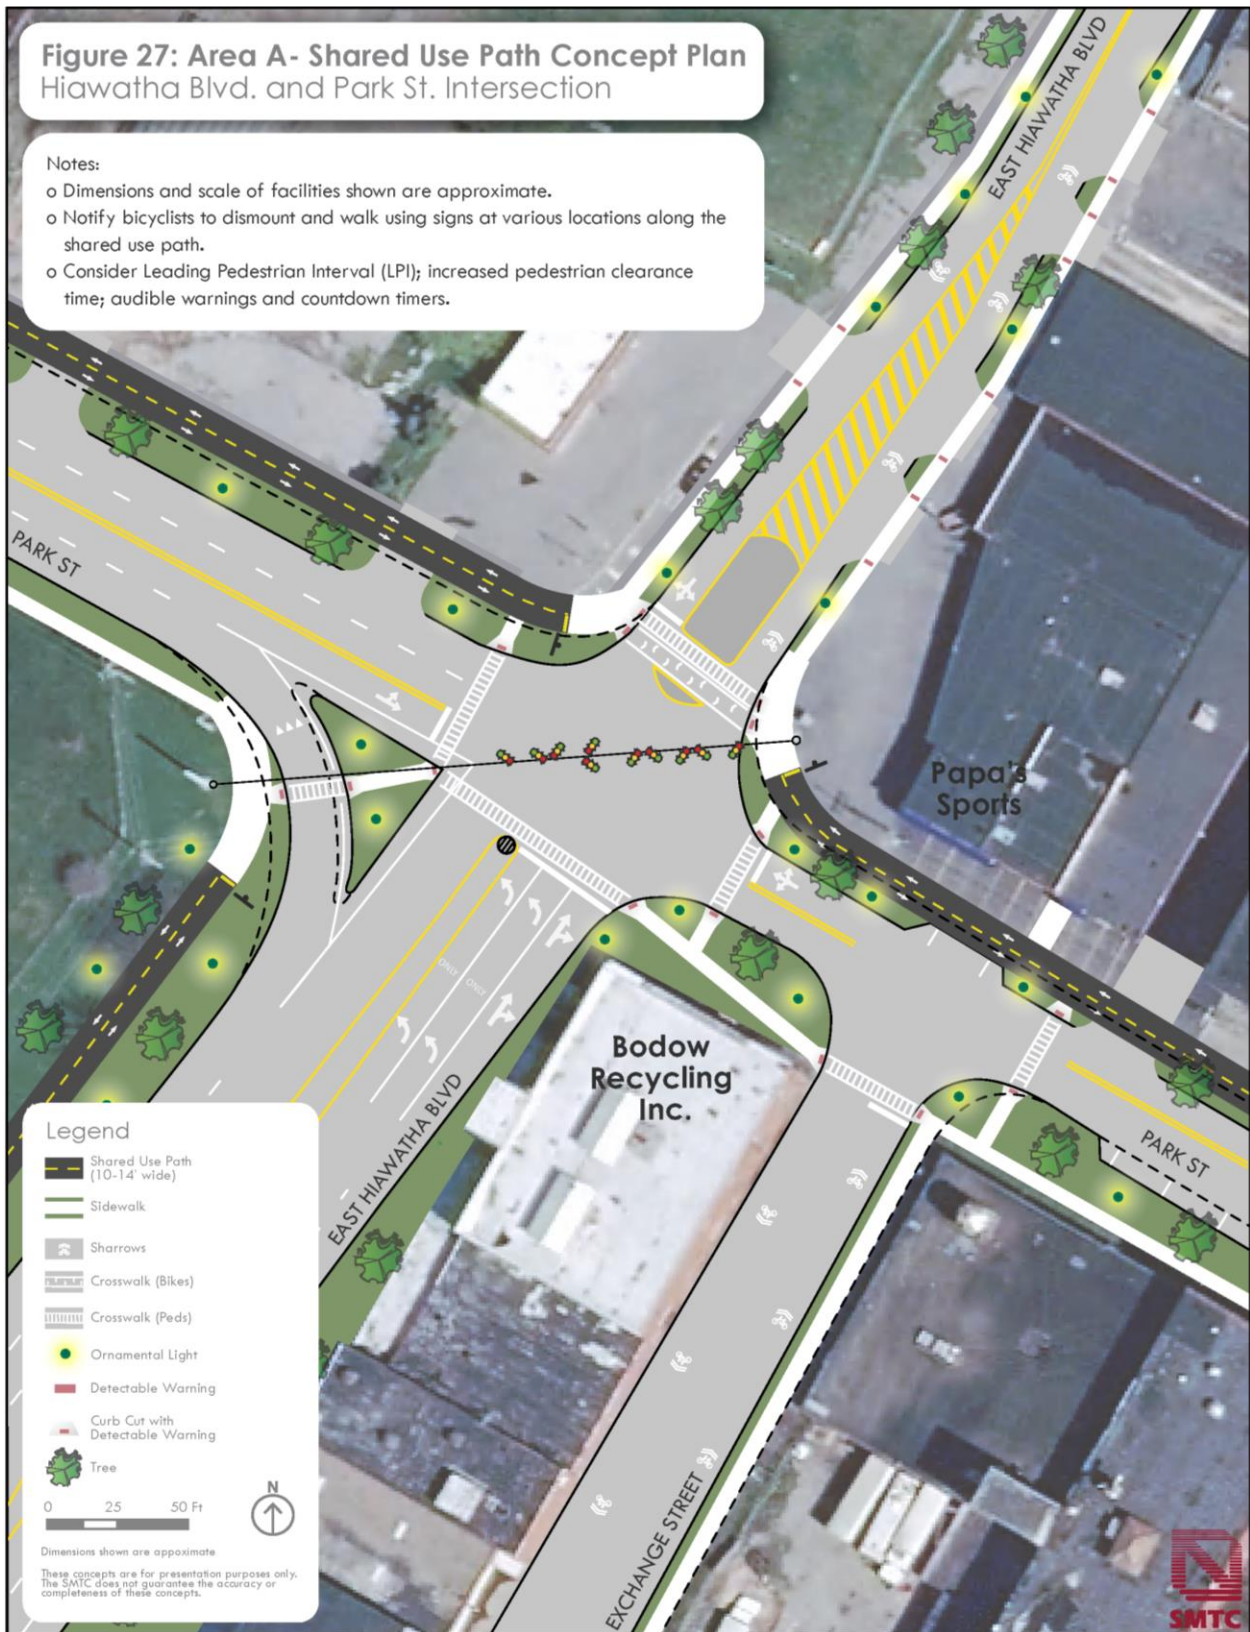 Figure 27: Area A- Shared Use Path Concept Plan
Hiawatha Blvd. and Park St. Intersection
Notes:
o Dimensions and scale of facilities shown are approximate.
o Notify bicyclists to dismount and walk using signs at various locations along the
shared use path.
o Consider Leading Pedestrian Interval (LPI); increased pedestrian clearance
time; audible warnings and countdown timers.
EAST HIAWATHA BLVD
PARK ST
Papa's
Sports
ONLY
ONLY
Bodow
Recycling
Inc.
EAST HIAWATHA BLVD
PARK ST
EXCHANGE STREET
Legend
Shared Use Path
(10-14' wide)
Sidewalk
Sharrows
Crosswalk (Bikes)
Crosswalk (Peds)
Ornamental Light
Detectable Warning
Curb Cut with
Detectable Warning
Tree
N
0 25 50 Ft
Dimensions shown are appoximate
These concepts are for presentation purposes only.
The SMTC does not guarantee the accuracy or
completeness of these concepts.
SMTC